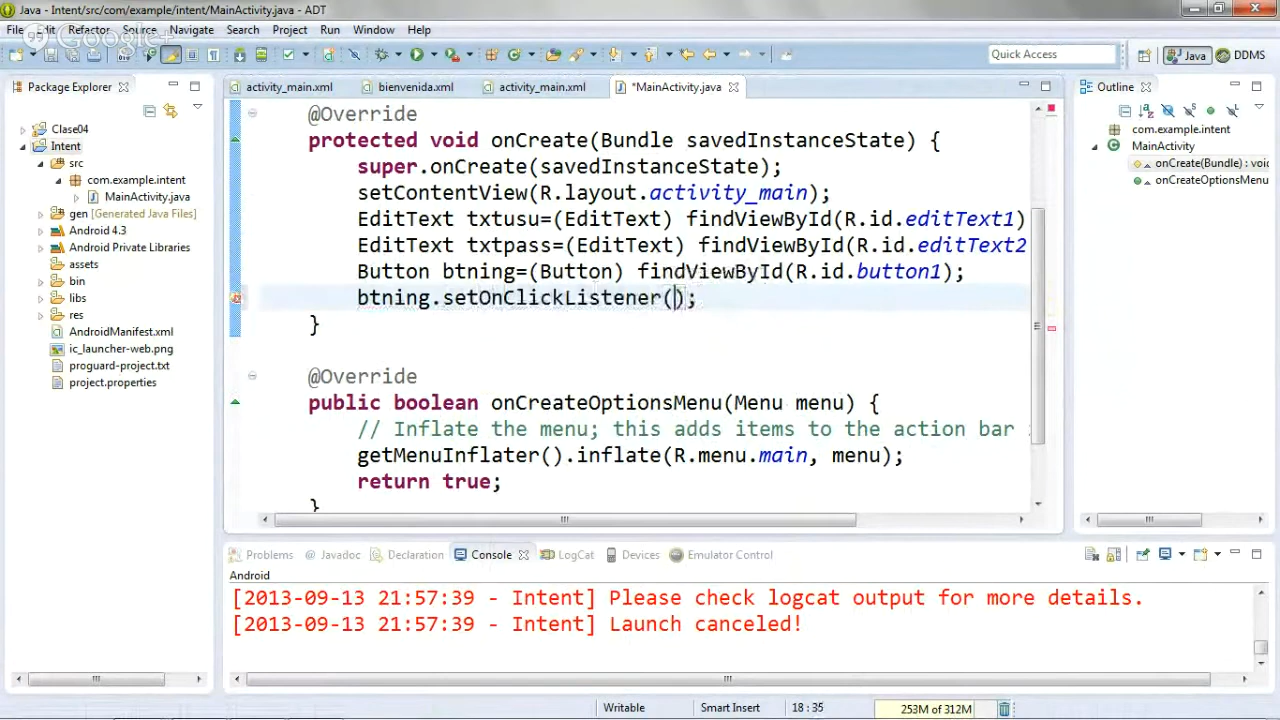 Java - Intent/src/com/example/intent/MainActivity.java - ADT
File Edit Refactor Source Navigate Search Project Run Window Help
Google+
Quick Access
Java
DDMS
Package Explorer
activity_main.xml
bienvenida.xml
activity_main.xml
*MainActivity.java
Outline
Clase04
Intent
src
com.example.intent
MainActivity.java
gen [Generated Java Files]
Android 4.3
Android Private Libraries
assets
bin
libs
res
AndroidManifest.xml
ic_launcher-web.png
proguard-project.txt
project.properties
@Override
protected void onCreate(Bundle savedInstanceState) {
super.onCreate(savedInstanceState);
setContentView(R.layout.activity_main);
EditText txtusu=(EditText) findViewById(R.id.editText1)
EditText txtpass=(EditText) findViewById(R.id.editText2
Button btning=(Button) findViewById(R.id.button1);
btning.setOnClickListener();
}
@Override
public boolean onCreateOptionsMenu(Menu menu) {
// Inflate the menu; this adds items to the action bar
getMenuInflater().inflate(R.menu.main, menu);
return true;
}
com.example.intent
MainActivity
onCreate(Bundle) : voic
onCreateOptionsMenu
Problems
Javadoc
Declaration
Console
LogCat
Devices
Emulator Control
Android
[2013-09-13 21:57:39 - Intent] Please check logcat output for more details.
[2013-09-13 21:57:39 - Intent] Launch canceled!
Writable
Smart Insert
18 : 35
253M of 312M